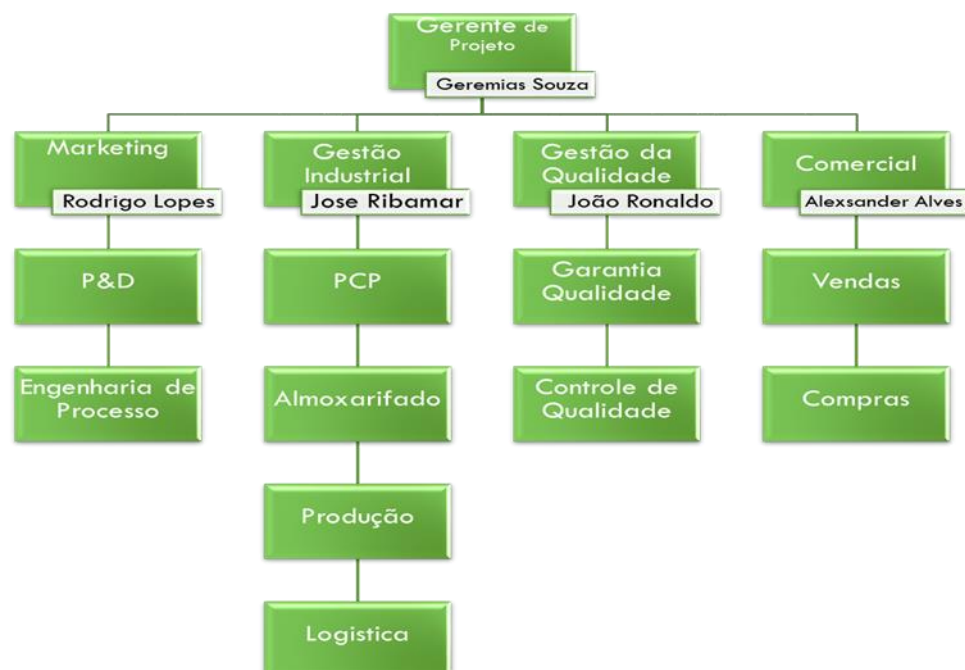 Gerente de
Projeto
Geremias Souza
Marketing
Rodrigo Lopes
Gestão
Industrial
Jose Ribamar
Gestão da
Qualidade
João Ronaldo
Comercial
Alexsander Alves
P&D
PCP
Garantia
Qualidade
Vendas
Engenharia de
Processo
Almoxarifado
Controle de
Qualidade
Compras
Produção
Logistica